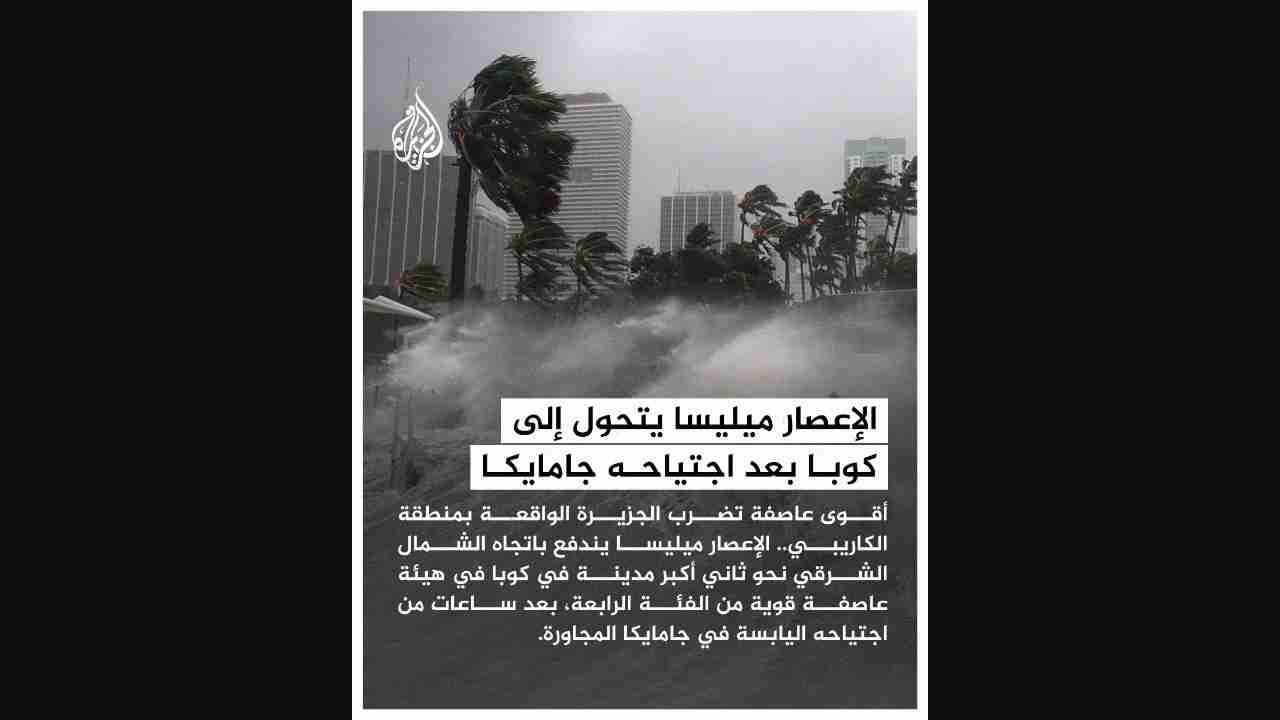 الجزيرة
الإعصار ميليسا يتحول إلى
كوبا بعد اجتياحه جامايكا
أقوى عاصفة تضرب الجزيرة الواقعة بمنطقة
الكاريبي.. الإعصار ميليسا يندفع باتجاه الشمال
الشرقي نحو ثاني أكبر مدينة في كوبا في هيئة
عاصفة قوية من الفئة الرابعة، بعد ساعات من
اجتياحه اليابسة في جامايكا المجاورة.